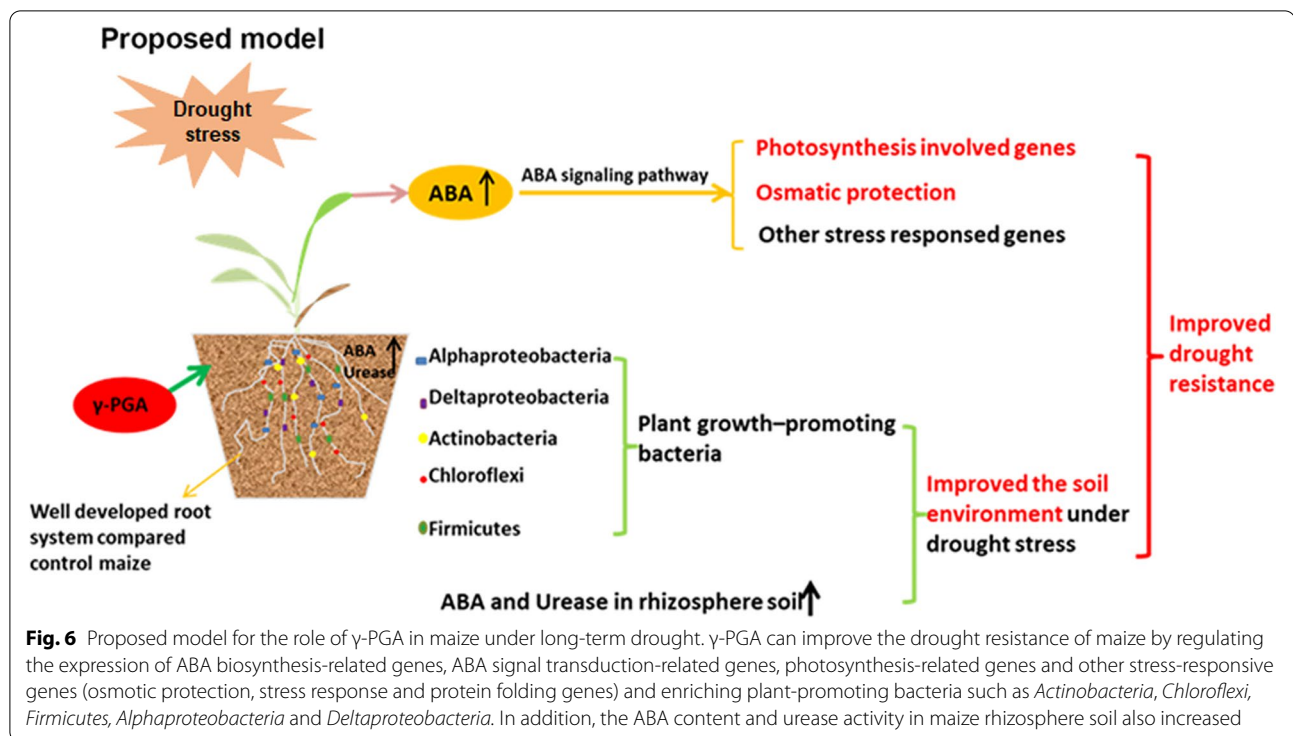 Proposed model
Drought
stress
ABA
ABA signaling pathway
Photosynthesis involved genes
Osmatic protection
Other stress responsed genes
Improved
drought
resistance
γ-PGA
ABA
Urease
Alphaproteobacteria
Deltaproteobacteria
Actinobacteria
Chloroflexi
Firmicutes
Plant growth–promoting
bacteria
Improved the soil
environment under
drought stress
Well developed root
system compared
control maize
ABA and Urease in rhizosphere soil
Fig. 6 Proposed model for the role of γ-PGA in maize under long-term drought. γ-PGA can improve the drought resistance of maize by regulating
the expression of ABA biosynthesis-related genes, ABA signal transduction-related genes, photosynthesis-related genes and other stress-responsive
genes (osmotic protection, stress response and protein folding genes) and enriching plant-promoting bacteria such as Actinobacteria, Chloroflexi,
Firmicutes, Alphaproteobacteria and Deltaproteobacteria. In addition, the ABA content and urease activity in maize rhizosphere soil also increased